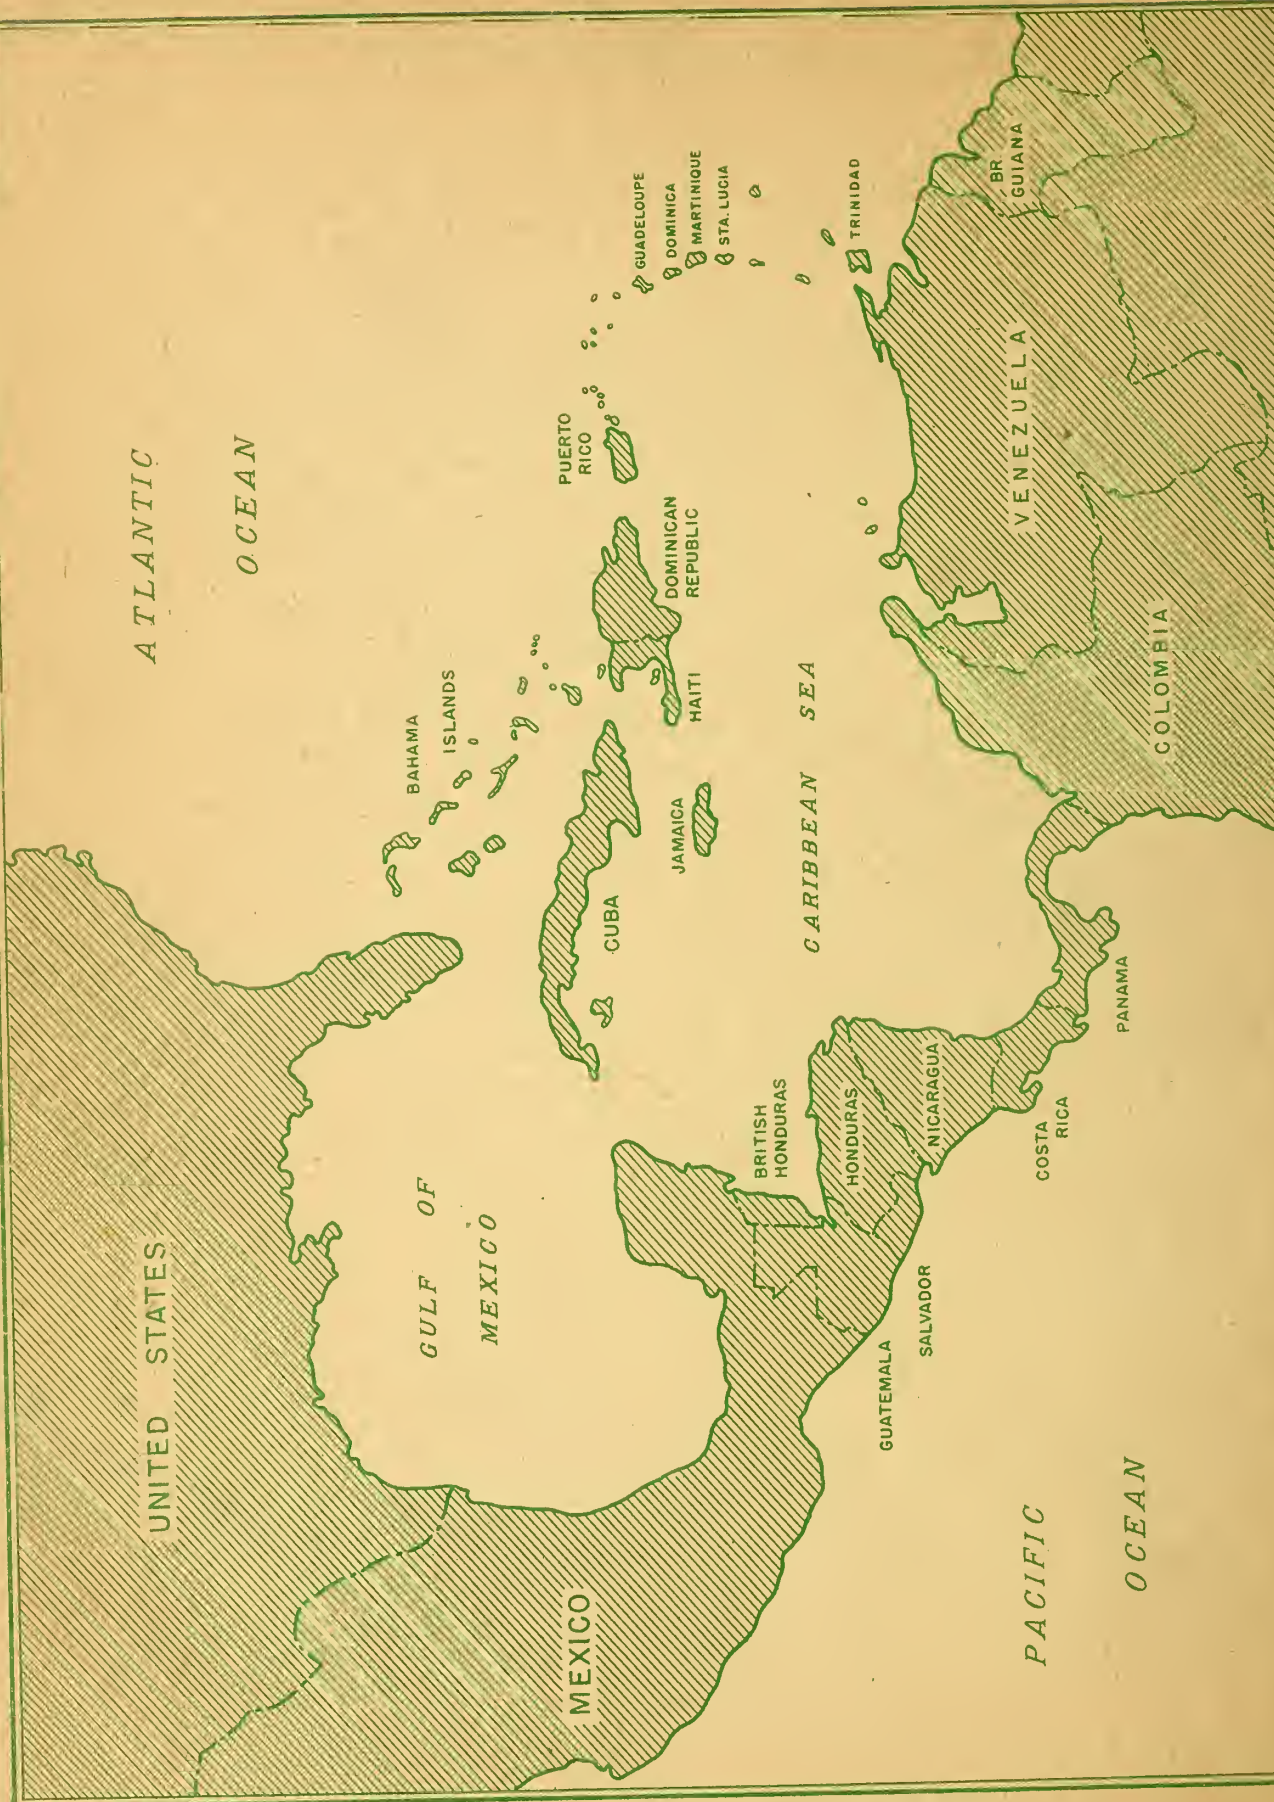 UNITED STATES
ATLANTIC
OCEAN
GULF OF
MEXICO
BAHAMA
ISLANDS
MEXICO
CUBA
PUERTO
RICO
DOMINICAN
REPUBLIC
HAITI
JAMAICA
GUADELOUPE
DOMINICA
MARTINIQUE
STA. LUCIA
TRINIDAD
CARIBBEAN SEA
BRITISH
HONDURAS
HONDURAS
NICARAGUA
GUATEMALA
SALVADOR
COSTA
RICA
PANAMA
COLOMBIA
VENEZUELA
BR.
GUIANA
PACIFIC
OCEAN